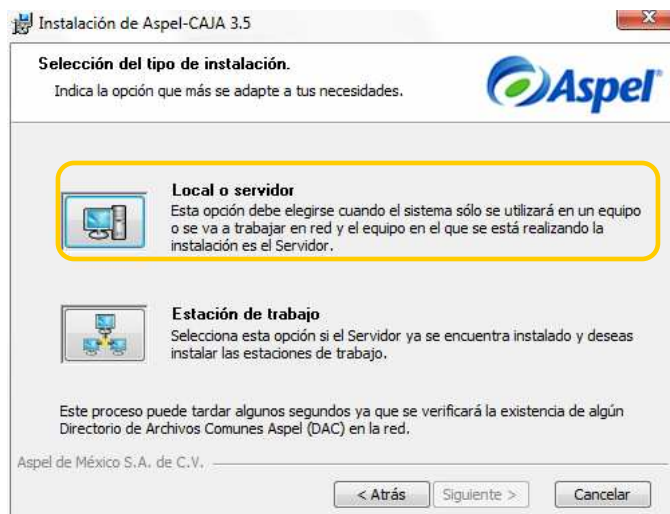 Instalación de Aspel-CAJA 3.5
Selección del tipo de instalación.
Indica la opción que más se adapte a tus necesidades.
Aspel
Local o servidor
Esta opción debe elegirse cuando el sistema sólo se utilizará en un equipo
o se va a trabajar en red y el equipo en el que se está realizando la
instalación es el Servidor.
Estación de trabajo
Selecciona esta opción si el Servidor ya se encuentra instalado y deseas
instalar las estaciones de trabajo.
Este proceso puede tardar algunos segundos ya que se verificará la existencia de algún
Directorio de Archivos Comunes Aspel (DAC) en la red.
Aspel de México S.A. de C.V.
< Atrás
Siguiente >
Cancelar